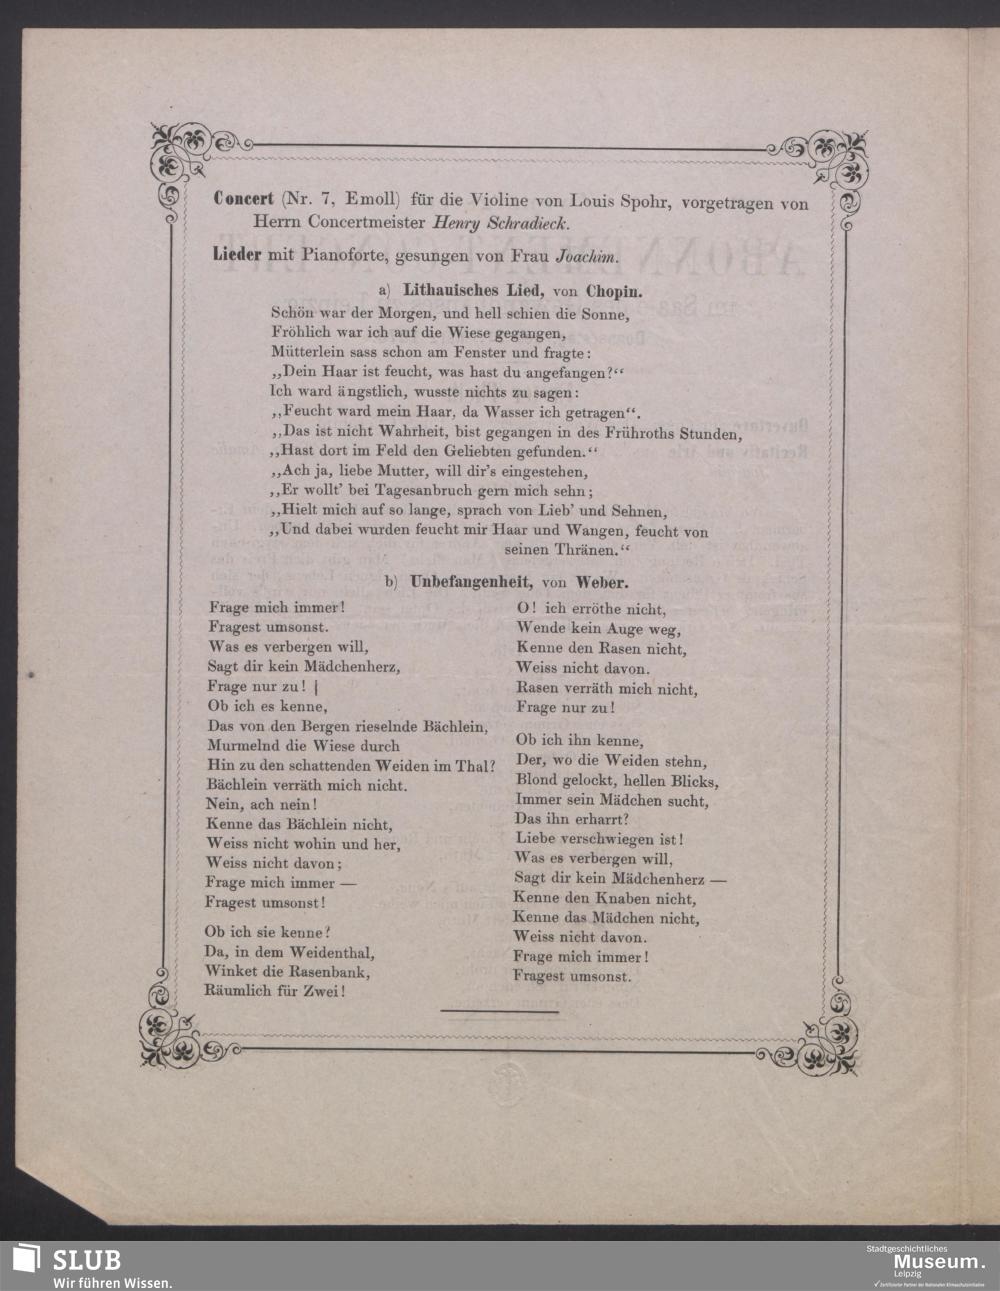 Concert (Nr. 7, Emoll) für die Violine von Louis Spohr, vorgetragen von
Herrn Concertmeister Henry Schradieck.
Lieder mit Pianoforte, gesungen von Frau Joachim.
a) Lithauisches Lied, von Chopin.
Schön war der Morgen, und hell schien die Sonne,
Fröhlich war ich auf die Wiese gegangen,
Mütterlein sass schon am Fenster und fragte:
„Dein Haar ist feucht, was hast du angefangen?“
Ich ward ängstlich, wusste nichts zu sagen:
„Feucht ward mein Haar, da Wasser ich getragen“.
„Das ist nicht Wahrheit, bist gegangen in des Frühroths Stunden,
„Hast dort im Feld den Geliebten gefunden.“
„Ach ja, liebe Mutter, will dir's eingestehen,
„Er wollt' bei Tagesanbruch gern mich sehn;
„Hielt mich auf so lange, sprach von Lieb' und Sehnen,
„Und dabei wurden feucht mir Haar und Wangen, feucht von
seinen Thränen.“
b) Unbefangenheit, von Weber.
Frage mich immer!
Fragest umsonst.
Was es verbergen will,
Sagt dir kein Mädchenherz,
Frage nur zu!
Ob ich es kenne,
Das von den Bergen rieselnde Bächlein,
Murmelnd die Wiese durch
Hin zu den schattenden Weiden im Thal?
Bächlein verräth mich nicht.
Nein, ach nein!
Kenne das Bächlein nicht,
Weiss nicht wohin und her,
Weiss nicht davon;
Frage mich immer —
Fragest umsonst!
Ob ich sie kenne?
Da, in dem Weidenthal,
Winket die Rasenbank,
Räumlich für Zwei!
O! ich erröthe nicht,
Wende kein Auge weg,
Kenne den Rasen nicht,
Weiss nicht davon.
Rasen verräth mich nicht,
Frage nur zu!
Ob ich ihn kenne,
Der, wo die Weiden stehn,
Blond gelockt, hellen Blicks,
Immer sein Mädchen sucht,
Das ihn erharrt?
Liebe verschwiegen ist!
Was es verbergen will,
Sagt dir kein Mädchenherz —
Kenne den Knaben nicht,
Kenne das Mädchen nicht,
Weiss nicht davon.
Frage mich immer!
Fragest umsonst.
SLUB
Wir führen Wissen.
Stadtgeschichtliches
Museum.
Leipzig
Zertifizierter Partner der Nationalen Klimaschutzinitiative